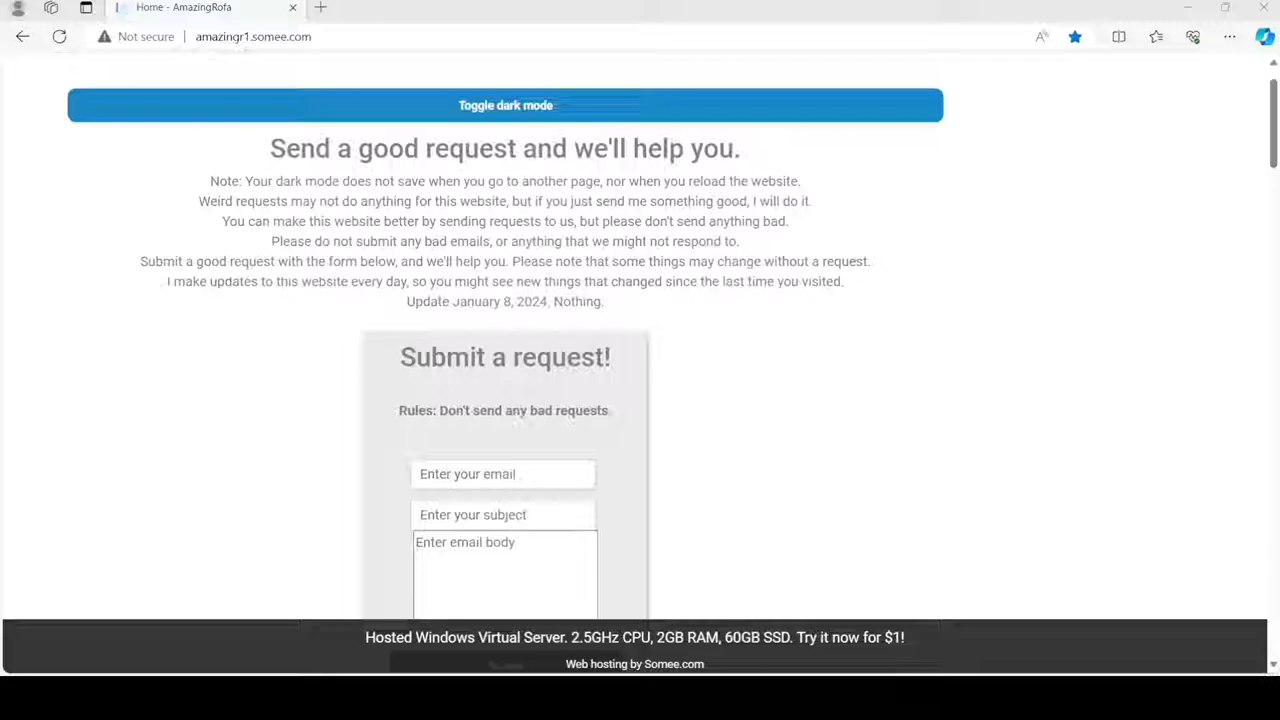 Home - AmazingRofa
Not secure | amazingr1.somee.com
Toggle dark mode
Send a good request and we'll help you.
Note: Your dark mode does not save when you go to another page, nor when you reload the website.
Weird requests may not do anything for this website, but if you just send me something good, I will do it.
You can make this website better by sending requests to us, but please don't send anything bad.
Please do not submit any bad emails, or anything that we might not respond to.
Submit a good request with the form below, and we'll help you. Please note that some things may change without a request.
I make updates to this website every day, so you might see new things that changed since the last time you visited.
Update January 8, 2024, Nothing.
Submit a request!
Rules: Don't send any bad requests.
Enter your email
Enter your subject
Enter email body
Hosted Windows Virtual Server. 2.5GHz CPU, 2GB RAM, 60GB SSD. Try it now for $1!
Web hosting by Somee.com